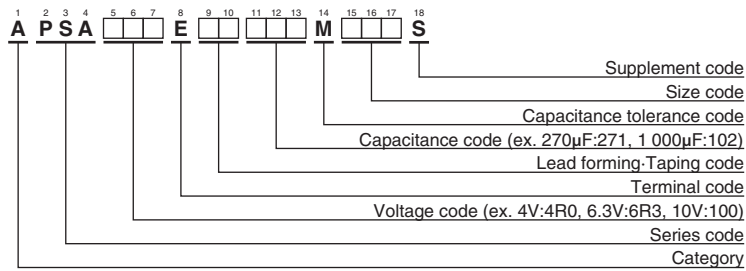 1 2 3 4 5 6 7 8 9 10 11 12 13 14 15 16 17 18
A P S A E M S
Supplement code
Size code
Capacitance tolerance code
Capacitance code (ex. 270µF:271, 1 000µF:102)
Lead forming·Taping code
Terminal code
Voltage code (ex. 4V:4R0, 6.3V:6R3, 10V:100)
Series code
Category